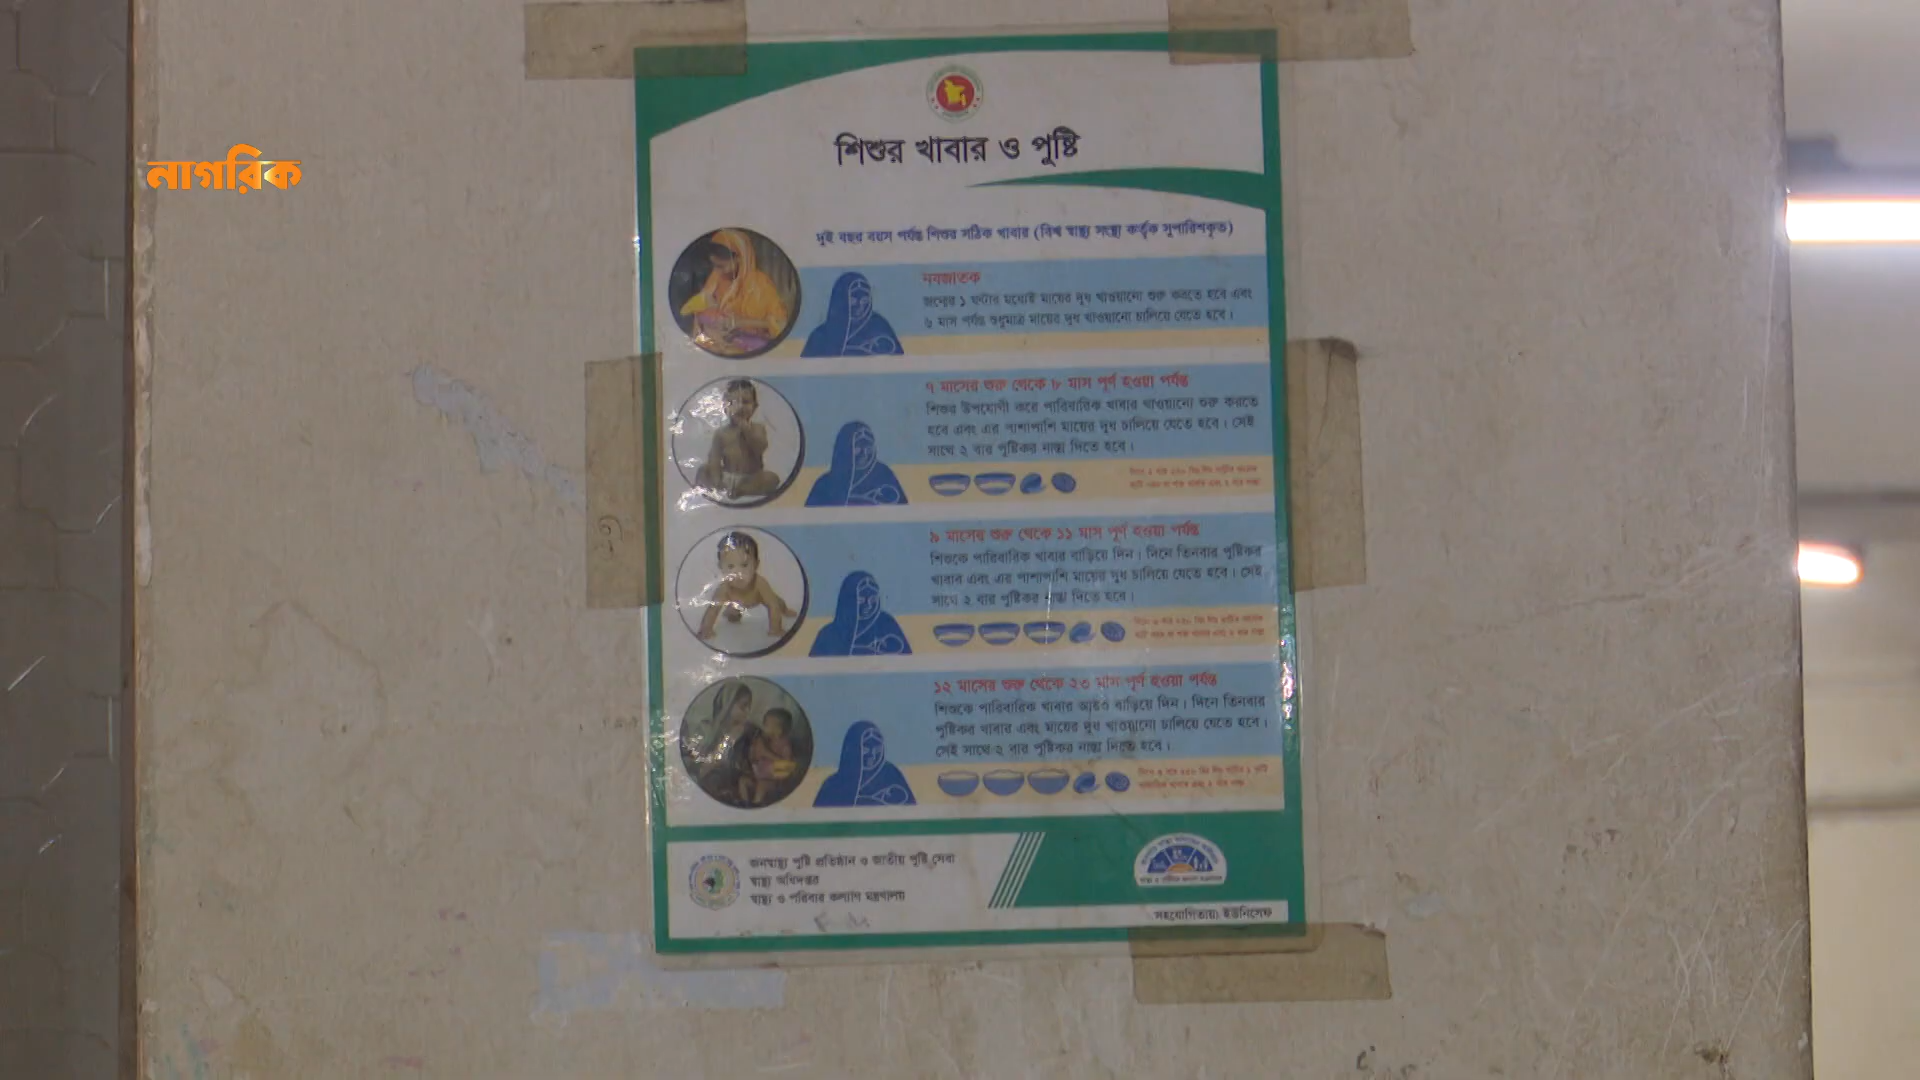 নাগরিক
শিশুর খাবার ও পুষ্টি
দুই বছর বয়স পর্যন্ত শিশুর সঠিক খাবার (বিশ্ব স্বাস্থ্য সংস্থা কর্তৃক সুপারিশকৃত)
নবজাতক
জন্মের ১ ঘণ্টার মধ্যেই মায়ের দুধ খাওয়ানো শুরু করতে হবে এবং
৬ মাস পর্যন্ত শুধুমাত্র মায়ের দুধ খাওয়ানো চালিয়ে যেতে হবে।
৭ মাসের শুরু থেকে ৮ মাস পূর্ণ হওয়া পর্যন্ত
শিশুর উপযোগী করে পারিবারিক খাবার খাওয়ানো শুরু করতে
হবে এবং এর পাশাপাশি মায়ের দুধ চালিয়ে যেতে হবে। সেই
সাথে ২ বার পুষ্টিকর নাস্তা দিতে হবে।
৯ মাসের শুরু থেকে ১১ মাস পূর্ণ হওয়া পর্যন্ত
শিশুকে পারিবারিক খাবার বাড়িয়ে দিন। দিনে তিনবার পুষ্টিকর
খাবার এবং এর পাশাপাশি মায়ের দুধ চালিয়ে যেতে হবে। সেই
সাথে ২ বার পুষ্টিকর নাস্তা দিতে হবে।
১২ মাসের শুরু থেকে ২৩ মাস পূর্ণ হওয়া পর্যন্ত
শিশুকে পারিবারিক খাবার আরও বাড়িয়ে দিন। দিনে তিনবার
পুষ্টিকর খাবার এবং মায়ের দুধ খাওয়ানো চালিয়ে যেতে হবে।
সেই সাথে ২ বার পুষ্টিকর নাস্তা দিতে হবে।
জনস্বাস্থ্য পুষ্টি প্রতিষ্ঠান ও জাতীয় পুষ্টি সেবা
স্বাস্থ্য অধিদপ্তর
স্বাস্থ্য ও পরিবার কল্যাণ মন্ত্রণালয়
সহযোগিতায়: ইউনিসেফ